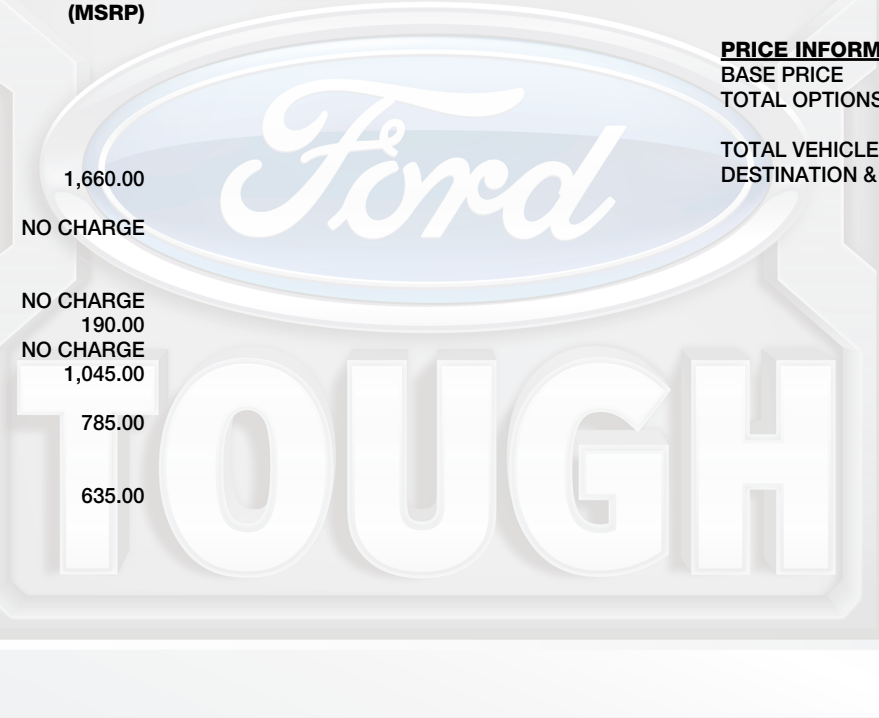 (MSRP)
1,660.00
NO CHARGE
NO CHARGE
190.00
NO CHARGE
1,045.00
785.00
635.00
PRICE INFORM
BASE PRICE
TOTAL OPTIONS
TOTAL VEHICLE
DESTINATION &
Ford
TOUGH